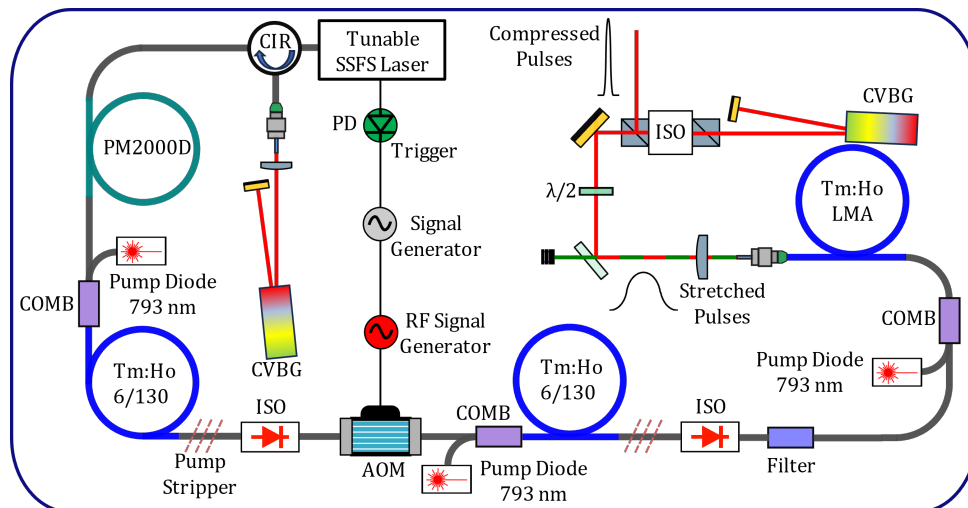 CIR
Tunable
SSFS Laser
Compressed
Pulses
CVBG
ISO
PD
Trigger
PM2000D
λ/2
Tm:Ho
LMA
Signal
Generator
Pump Diode
793 nm
COMB
Stretched
Pulses
COMB
RF Signal
Generator
CVBG
Tm:Ho
6/130
Tm:Ho
6/130
Pump Diode
793 nm
ISO
COMB
ISO
Pump
Stripper
AOM
Pump Diode
793 nm
Filter